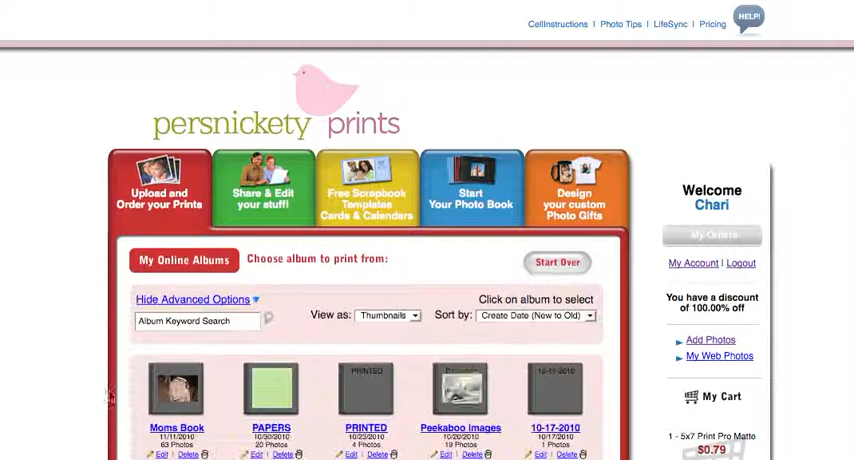 CellInstructions | Photo Tips | LifeSync | Pricing
HELP!
persnickety prints
Upload and
Order your Prints
Share & Edit
your stuff!
Free Scrapbook
Templates
Cards & Calendars
Start
Your Photo Book
Design
your custom
Photo Gifts
Welcome
Chari
My Orders
My Account | Logout
You have a discount
of 100.00% off
Add Photos
My Web Photos
My Cart
1 - 5x7 Print Pro Matte
$0.79
My Online Albums
Choose album to print from:
Start Over
Hide Advanced Options
Click on album to select
Album Keyword Search
View as: Thumbnails
Sort by: Create Date (New to Old)
PRINTED
10-17-2010
Moms Book
11/11/2010
63 Photos
Edit | Delete
PAPERS
10/30/2010
20 Photos
Edit | Delete
PRINTED
10/23/2010
4 Photos
Edit | Delete
Peekaboo Images
10/20/2010
19 Photos
Edit | Delete
10-17-2010
10/17/2010
1 Photos
Edit | Delete